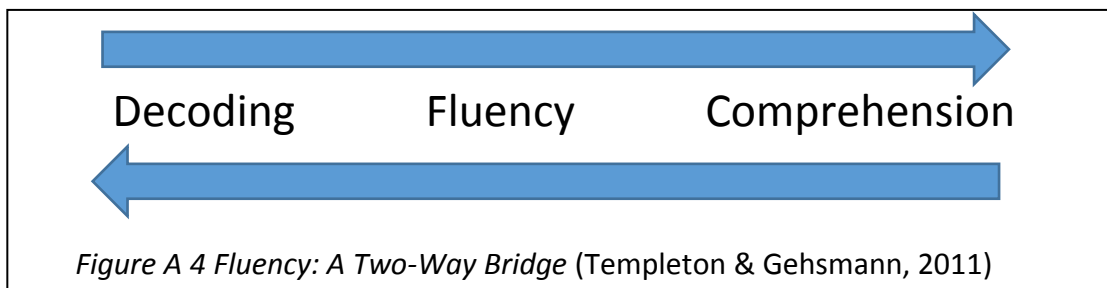 Decoding Fluency Comprehension
Figure A 4 Fluency: A Two-Way Bridge (Templeton & Gehsmann, 2011)